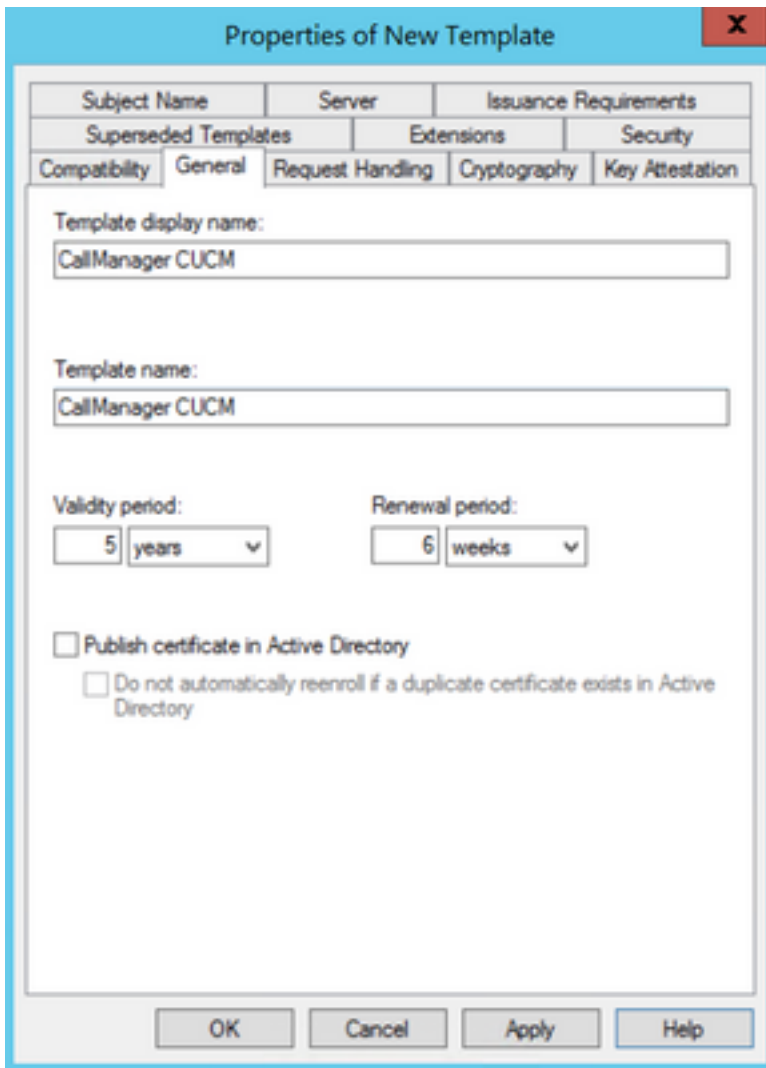 Properties of New Template
x
Subject Name Server Issuance Requirements
Superseded Templates Extensions Security
Compatibility General Request Handling Cryptography Key Attestation
Template display name:
CallManager CUCM
Template name:
CallManager CUCM
Validity period: Renewal period:
5 years 6 weeks
Publish certificate in Active Directory
Do not automatically reenroll if a duplicate certificate exists in Active
Directory
OK Cancel Apply Help